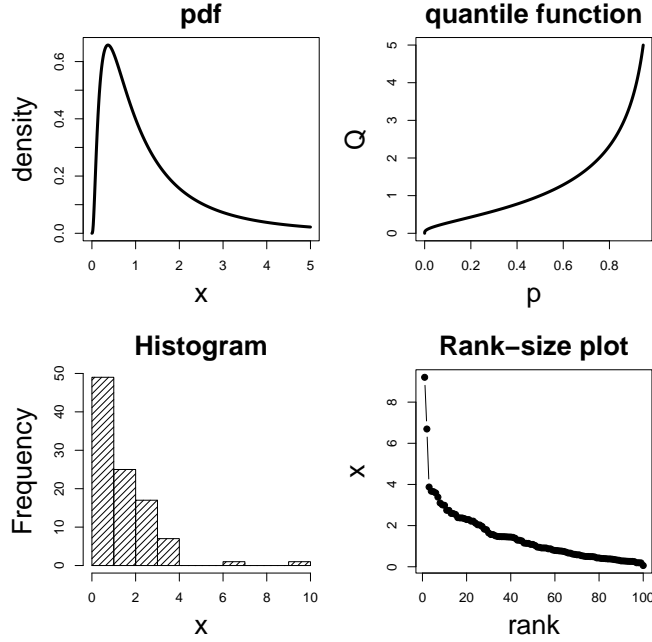 pdf
density
0.0 0.2 0.4 0.6
0 1 2 3 4 5
x
quantile function
Q
0 1 2 3 4 5
0.0 0.2 0.4 0.6 0.8
p
Histogram
Frequency
0 10 20 30 40 50
0 2 4 6 8 10
x
Rank−size plot
x
0 2 4 6 8
0 20 40 60 80 100
rank